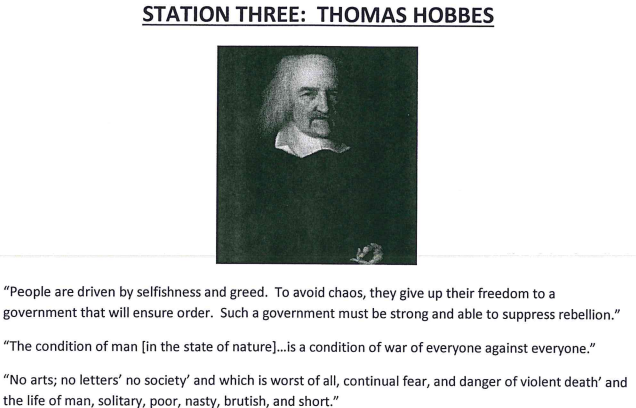 STATION THREE: THOMAS HOBBES
“People are driven by selfishness and greed. To avoid chaos, they give up their freedom to a
government that will ensure order. Such a government must be strong and able to suppress rebellion.”
“The condition of man [in the state of nature]...is a condition of war of everyone against everyone.”
“No arts; no letters’ no society’ and which is worst of all, continual fear, and danger of violent death’ and
the life of man, solitary, poor, nasty, brutish, and short.”